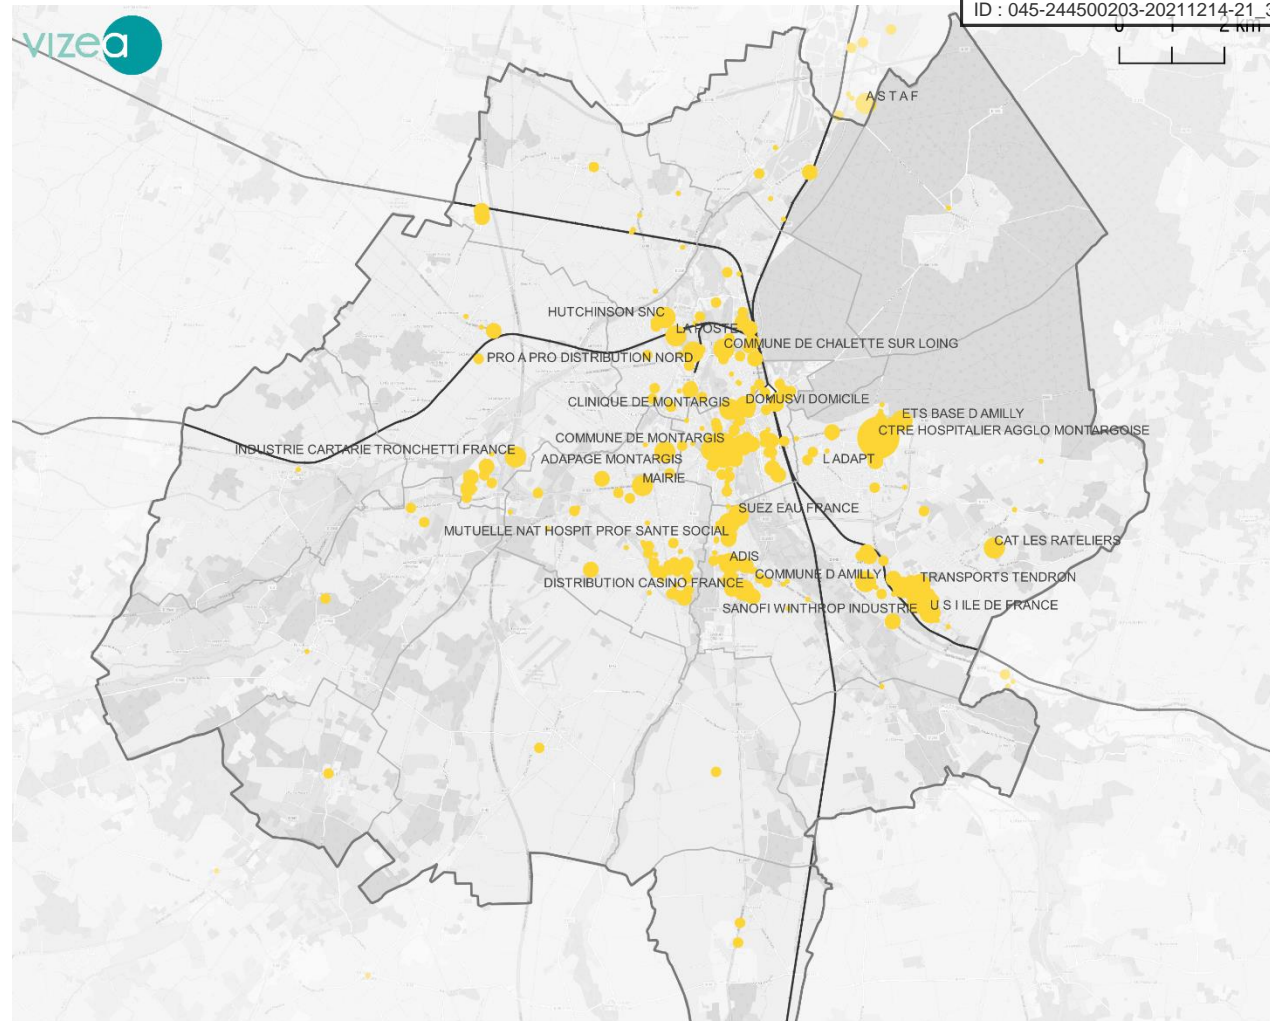 ID : 045-244500203-20211214-21_3
vizea
0 1 2 km
A S T A F
HUTCHINSON SNC
LA POSTE
COMMUNE DE CHALETTE SUR LOING
PRO A PRO DISTRIBUTION NORD
CLINIQUE DE MONTARGIS
DOMUSVI DOMICILE
ETS BASE D AMILLY
CTRE HOSPITALIER AGGLO MONTARGOISE
COMMUNE DE MONTARGIS
INDUSTRIE CARTARIE TRONCHETTI FRANCE
ADAPAGE MONTARGIS
L ADAPT
MAIRIE
SUEZ EAU FRANCE
MUTUELLE NAT HOSPIT PROF SANTE SOCIAL
CAT LES RATELIERS
ADIS
COMMUNE D AMILLY
TRANSPORTS TENDRON
DISTRIBUTION CASINO FRANCE
SANOFI WINTHROP INDUSTRIE
U S I ILE DE FRANCE